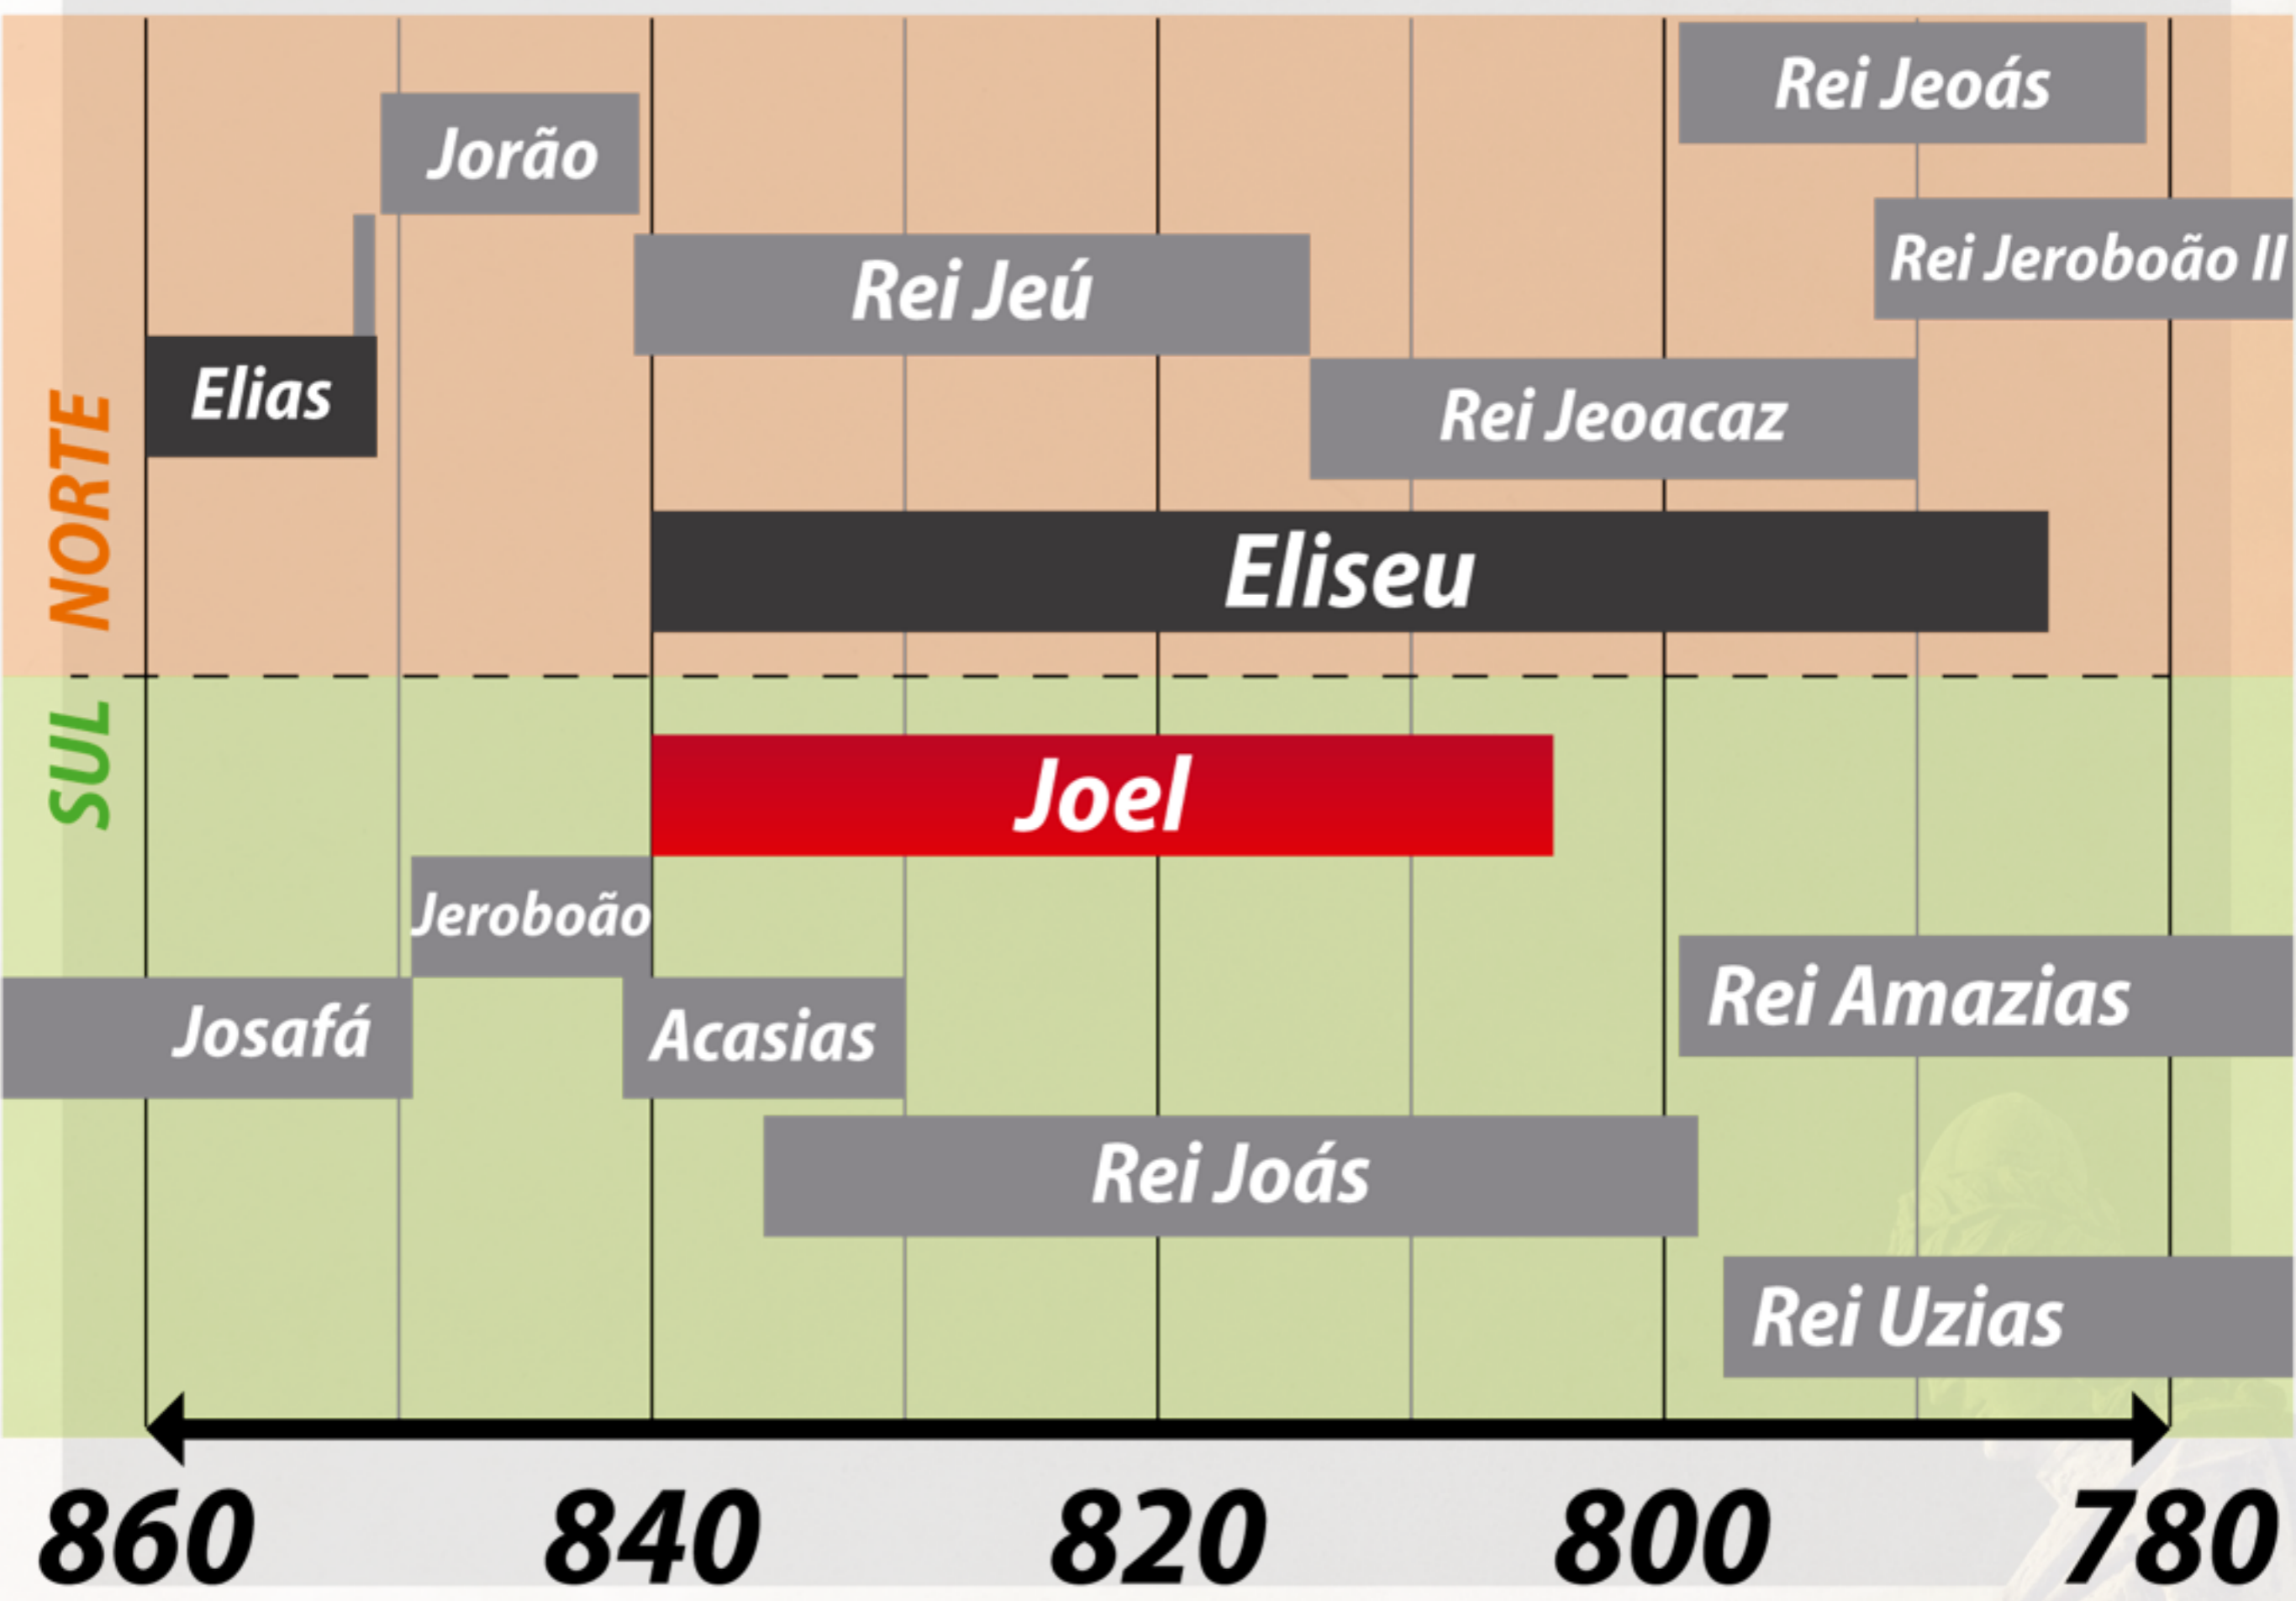 Rei Jeoás
Jorão
Rei Jeroboão II
Rei Jeú
Elias
Rei Jeoacaz
NORTE
Eliseu
SUL
Joel
Jeroboão
Rei Amazias
Josafá
Acasias
Rei Joás
Rei Uzias
860 840 820 800 780